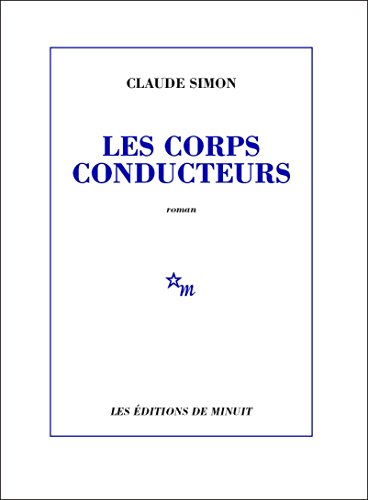 CLAUDE SIMON
LES CORPS
CONDUCTEURS
roman
m
LES ÉDITIONS DE MINUIT